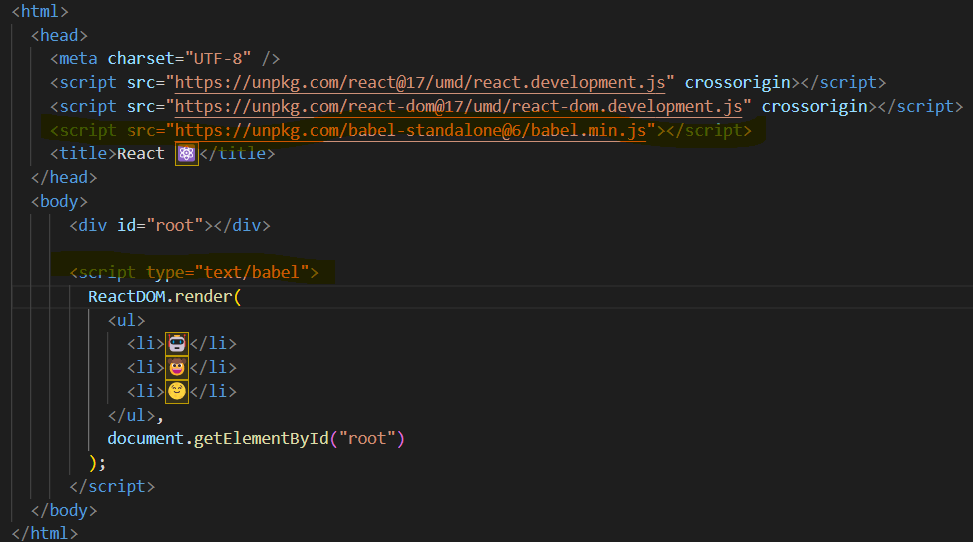 <html>
<head>
<meta charset="UTF-8" />
<script src="https://unpkg.com/react@17/umd/react.development.js" crossorigin></script>
<script src="https://unpkg.com/react-dom@17/umd/react-dom.development.js" crossorigin></script>
<script src="https://unpkg.com/babel-standalone@6/babel.min.js"></script>
<title>React ⚛️</title>
</head>
<body>
<div id="root"></div>
<script type="text/babel">
ReactDOM.render(
<ul>
<li>🤖</li>
<li>🤠</li>
<li>🌝</li>
</ul>,
document.getElementById("root")
);
</script>
</body>
</html>